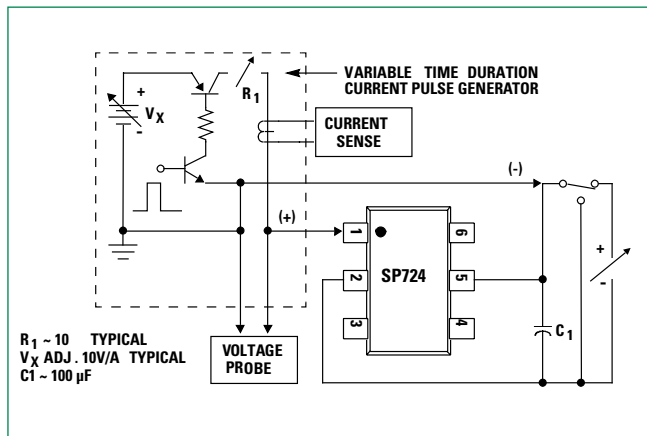 +
VX
-
R1
VARIABLE TIME DURATION
CURRENT PULSE GENERATOR
CURRENT
SENSE
(-)
(+)
1
6
2
SP724
5
3
4
+
-
C1
R1 ~ 10 TYPICAL
VX ADJ . 10V/A TYPICAL
C1 ~ 100 µF
VOLTAGE
PROBE